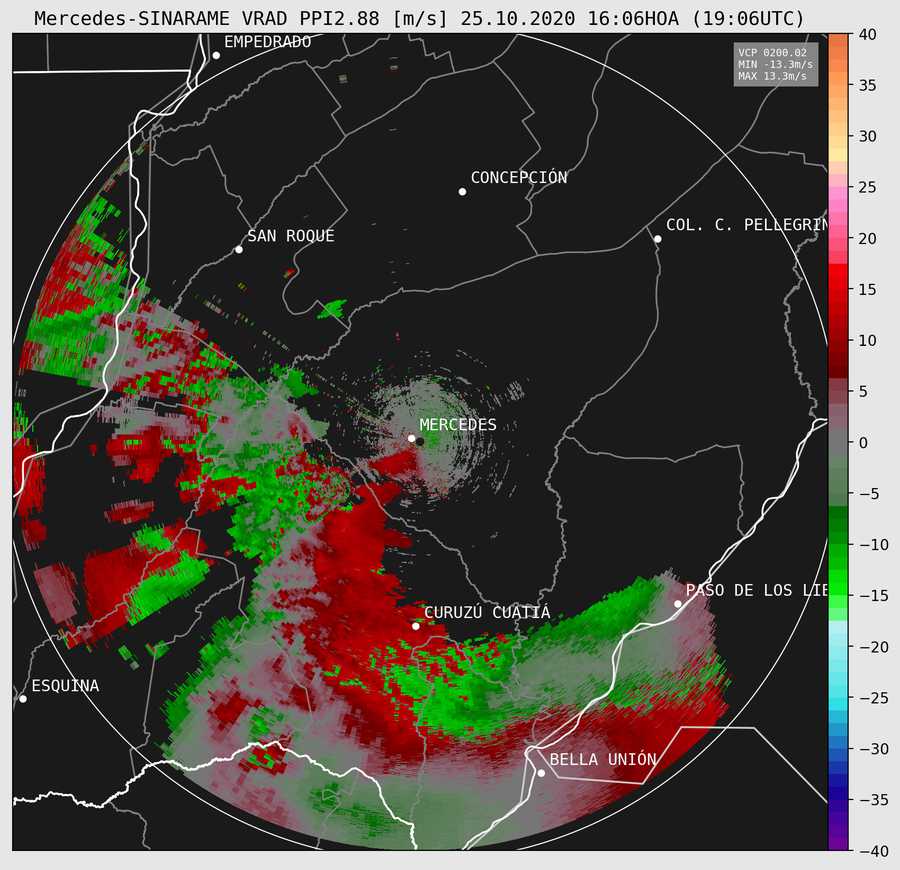 Mercedes-SINARAME VRAD PPI2.88 [m/s] 25.10.2020 16:06HOA (19:06UTC)
VCP 0200.02
MIN -13.3m/s
MAX 13.3m/s
EMPEDRADO
CONCEPCIÓN
SAN ROQUE
COL. C. PELLEGRIN
MERCEDES
PASO DE LOS LIE
CURUZÚ CUATIÁ
ESQUINA
BELLA UNIÓN
40
35
30
25
20
15
10
5
0
−5
−10
−15
−20
−25
−30
−35
−40